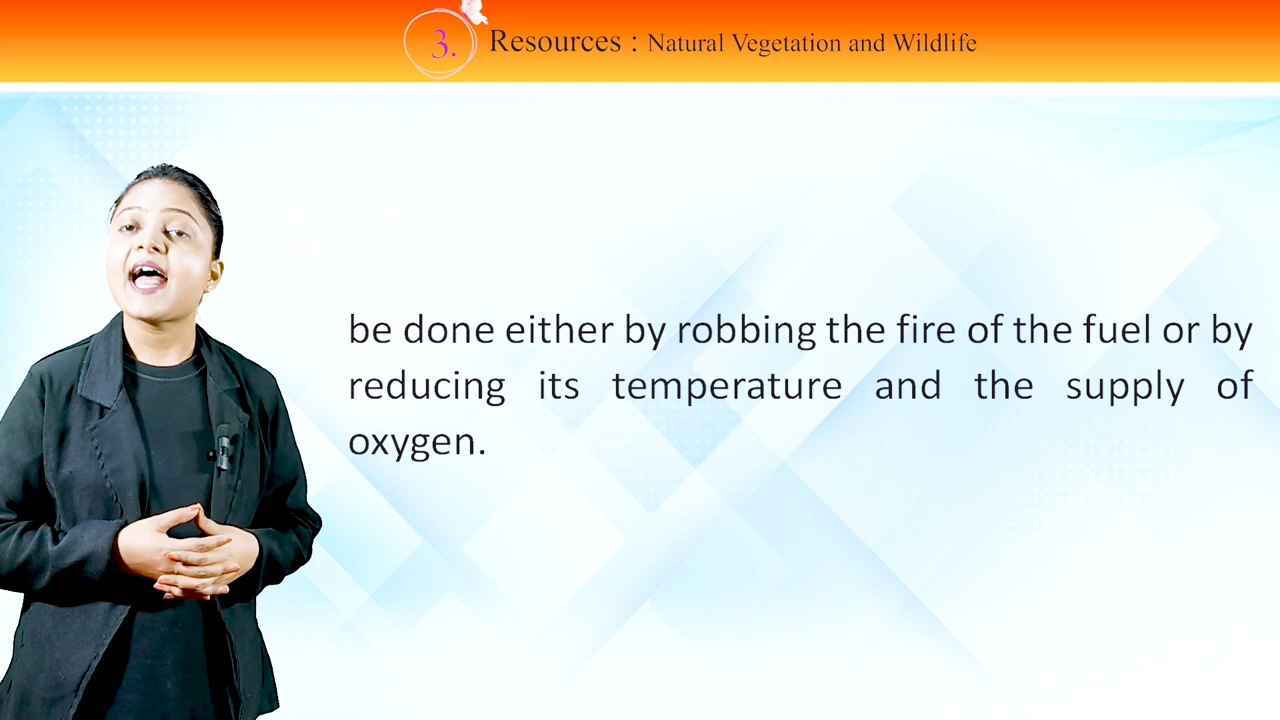 3. Resources : Natural Vegetation and Wildlife
be done either by robbing the fire of the fuel or by
reducing its temperature and the supply of
oxygen.